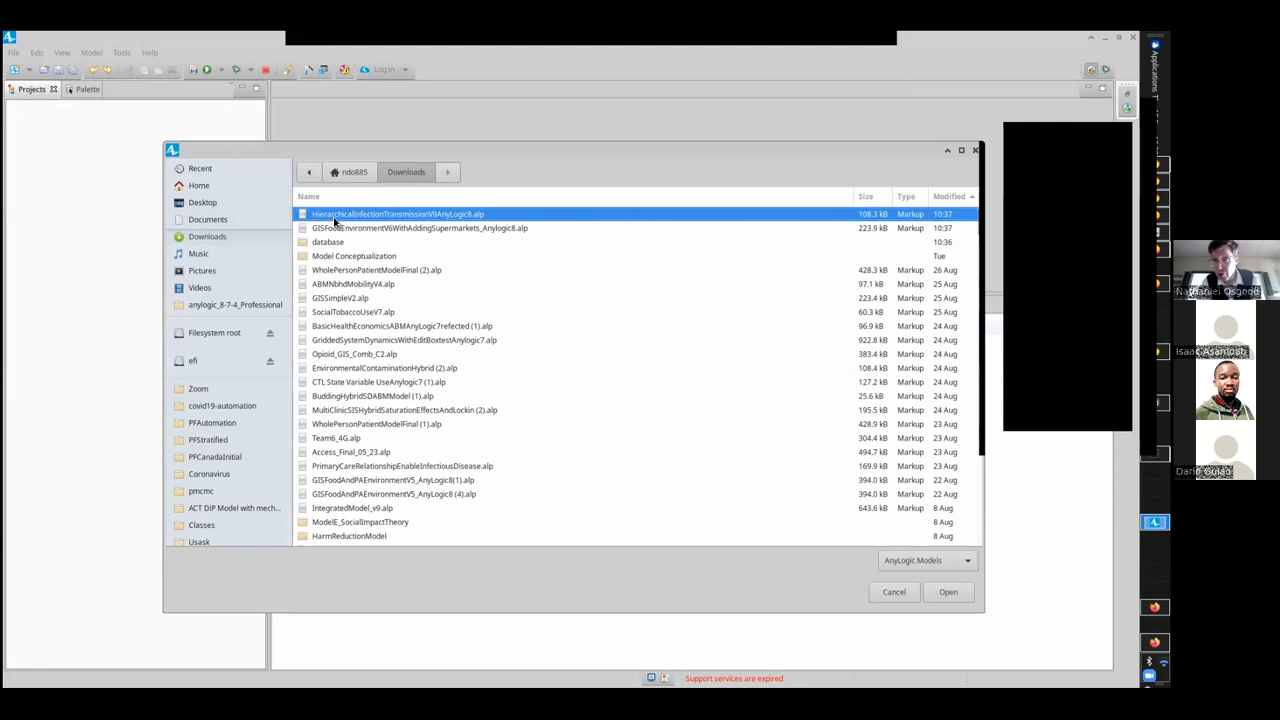 File Edit View Model Tools Help
Log in
Projects Palette
ndo885 Downloads
Recent
Home
Desktop
Documents
Downloads
Music
Pictures
Videos
anylogic_8-7-4_Professional
Filesystem root
efi
Zoom
covid19-automation
PFAutomation
PFStratified
PFCanadaInitial
Coronavirus
pmcmc
ACT DiP Model with mech...
Classes
Usask
Name Size Type Modified
HierarchicalInfectionTransmissionV9AnyLogic8.alp 108.3 kB Markup 10:37
GISFoodEnvironmentV6WithAddingSupermarkets_Anylogic8.alp 223.9 kB Markup 10:37
database 10:36
Model Conceptualization Tue
WholePersonPatientModelFinal (2).alp 428.3 kB Markup 26 Aug
ABMNbhdMobilityV4.alp 97.1 kB Markup 25 Aug
GISSimpleV2.alp 223.4 kB Markup 25 Aug
SocialTobaccoUseV7.alp 60.3 kB Markup 25 Aug
BasicHealthEconomicsABMAnyLogic7refected (1).alp 96.9 kB Markup 24 Aug
GriddedSystemDynamicsWithEditBoxtestAnylogic7.alp 922.8 kB Markup 24 Aug
Opioid_GIS_Comb_C2.alp 383.4 kB Markup 24 Aug
EnvironmentalContaminationHybrid (2).alp 108.4 kB Markup 24 Aug
CTL State Variable UseAnylogic7 (1).alp 127.2 kB Markup 24 Aug
BuddingHybridSDABModel (1).alp 25.6 kB Markup 24 Aug
MultiClinicSISHybridSaturationEffectsAndLockin (2).alp 195.5 kB Markup 24 Aug
WholePersonPatientModelFinal (1).alp 428.9 kB Markup 23 Aug
Team6_4G.alp 304.4 kB Markup 23 Aug
Access_Final_05_23.alp 494.7 kB Markup 23 Aug
PrimaryCareRelationshipEnableInfectiousDisease.alp 169.9 kB Markup 23 Aug
GISFoodAndPAEnvironmentV5_AnyLogic8(1).alp 394.0 kB Markup 22 Aug
GISFoodAndPAEnvironmentV5_AnyLogic8 (4).alp 394.0 kB Markup 22 Aug
IntegratedModel_v9.alp 643.6 kB Markup 8 Aug
ModelE_SocialImpactTheory 8 Aug
HarmReductionModel 8 Aug
AnyLogic Models
Cancel Open
Support services are expired
Applications
Nathaniel Osgood